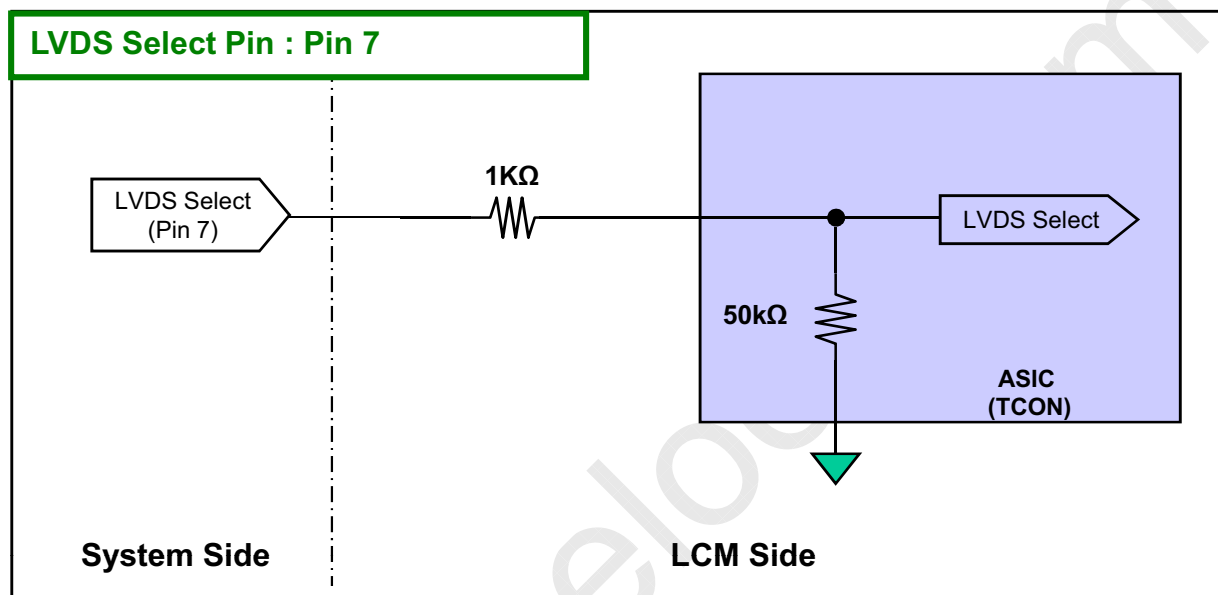 LVDS Select Pin : Pin 7
1KΩ
LVDS Select
(Pin 7)
LVDS Select
50kΩ
ASIC
(TCON)
System Side
LCM Side